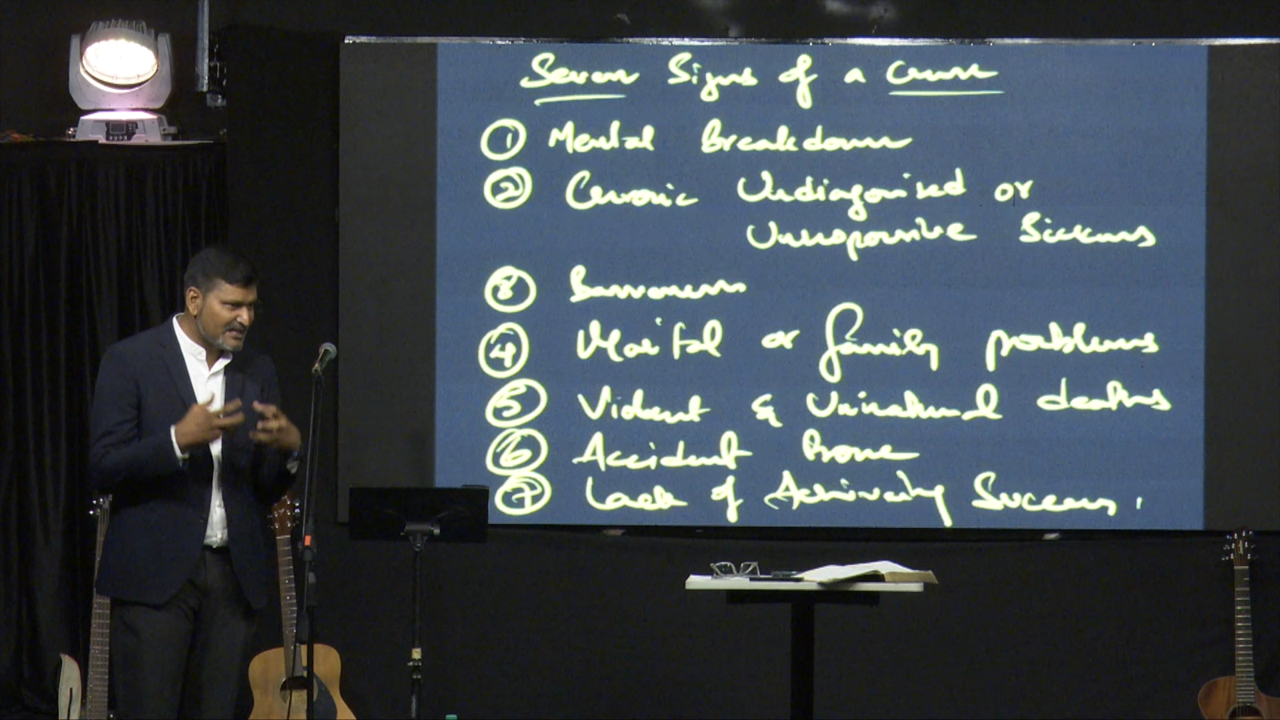 Seven Signs of a Curse
① Mental Breakdown
② Chronic Undiagonised or
Unresponsive Sickness
③ Barrenness
④ Marital or family problems
⑤ Violent & Unnatural deaths
⑥ Accident Prone
⑦ Lack of Achieving Success.